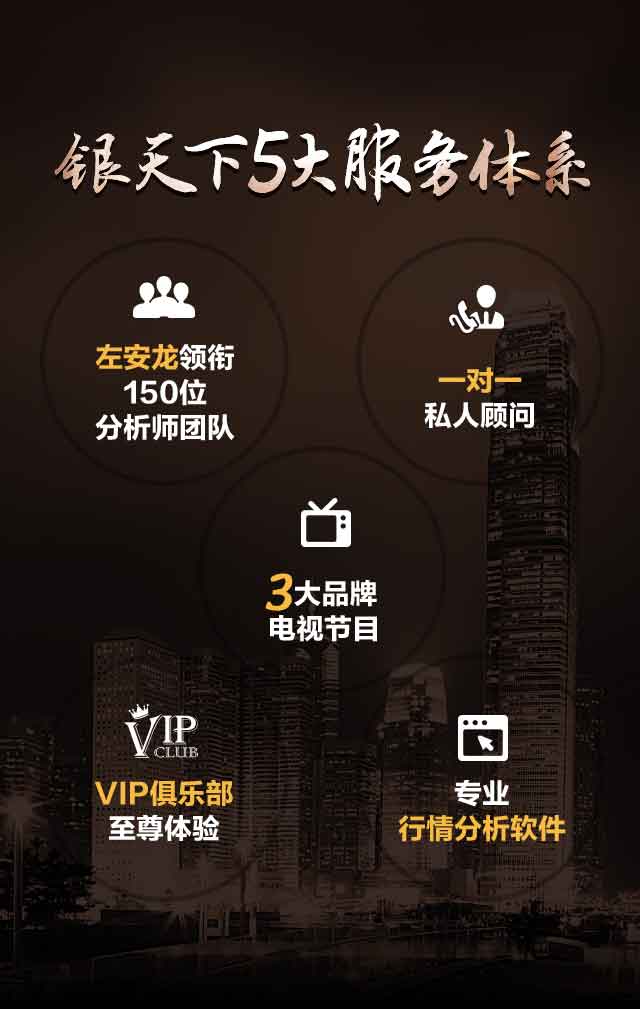 银天下5大服务体系
左安龙领衔
150位
分析师团队
一对一
私人顾问
3大品牌
电视节目
VIP
CLUB
VIP俱乐部
至尊体验
专业
行情分析软件